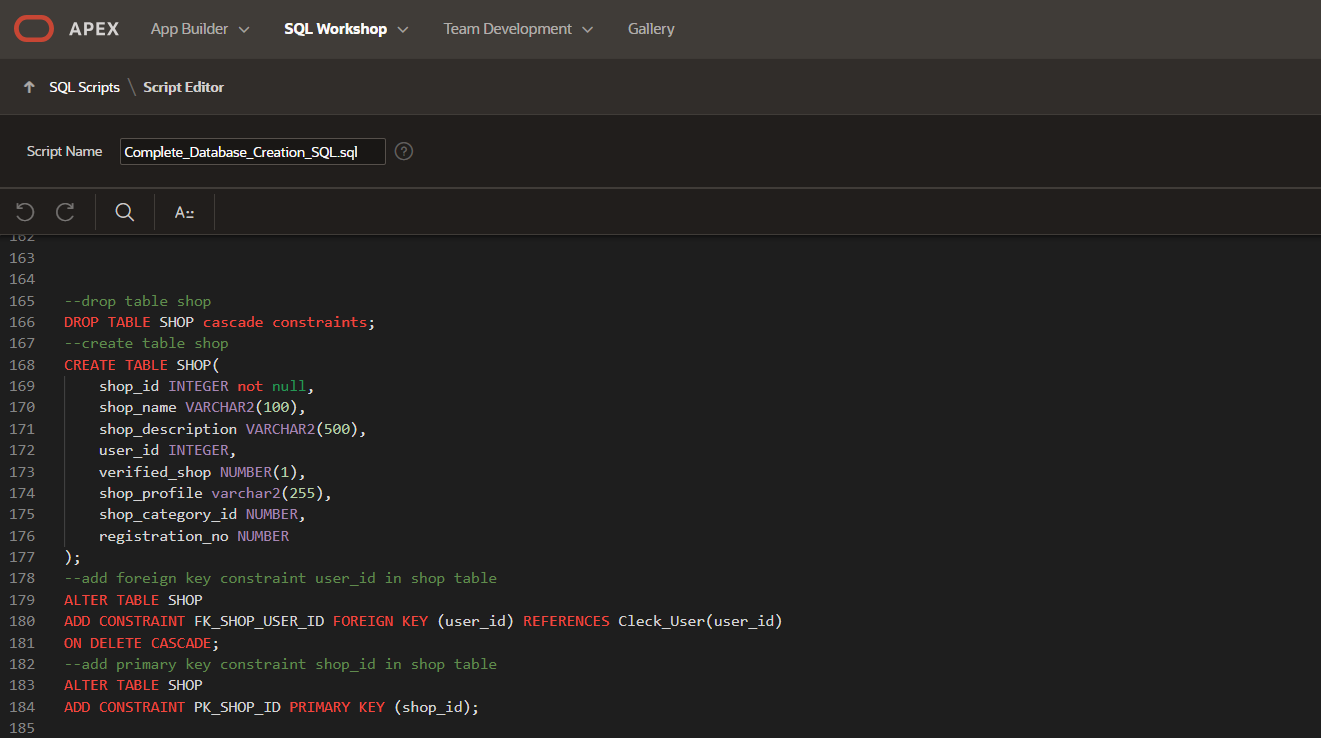 APEX App Builder SQL Workshop Team Development Gallery
SQL Scripts \ Script Editor
Script Name Complete_Database_Creation_SQL.sql ?
A::
162
163
164
165 --drop table shop
166 DROP TABLE SHOP cascade constraints;
167 --create table shop
168 CREATE TABLE SHOP(
169 shop_id INTEGER not null,
170 shop_name VARCHAR2(100),
171 shop_description VARCHAR2(500),
172 user_id INTEGER,
173 verified_shop NUMBER(1),
174 shop_profile varchar2(255),
175 shop_category_id NUMBER,
176 registration_no NUMBER
177 );
178 --add foreign key constraint user_id in shop table
179 ALTER TABLE SHOP
180 ADD CONSTRAINT FK_SHOP_USER_ID FOREIGN KEY (user_id) REFERENCES Cleck_User(user_id)
181 ON DELETE CASCADE;
182 --add primary key constraint shop_id in shop table
183 ALTER TABLE SHOP
184 ADD CONSTRAINT PK_SHOP_ID PRIMARY KEY (shop_id);
185